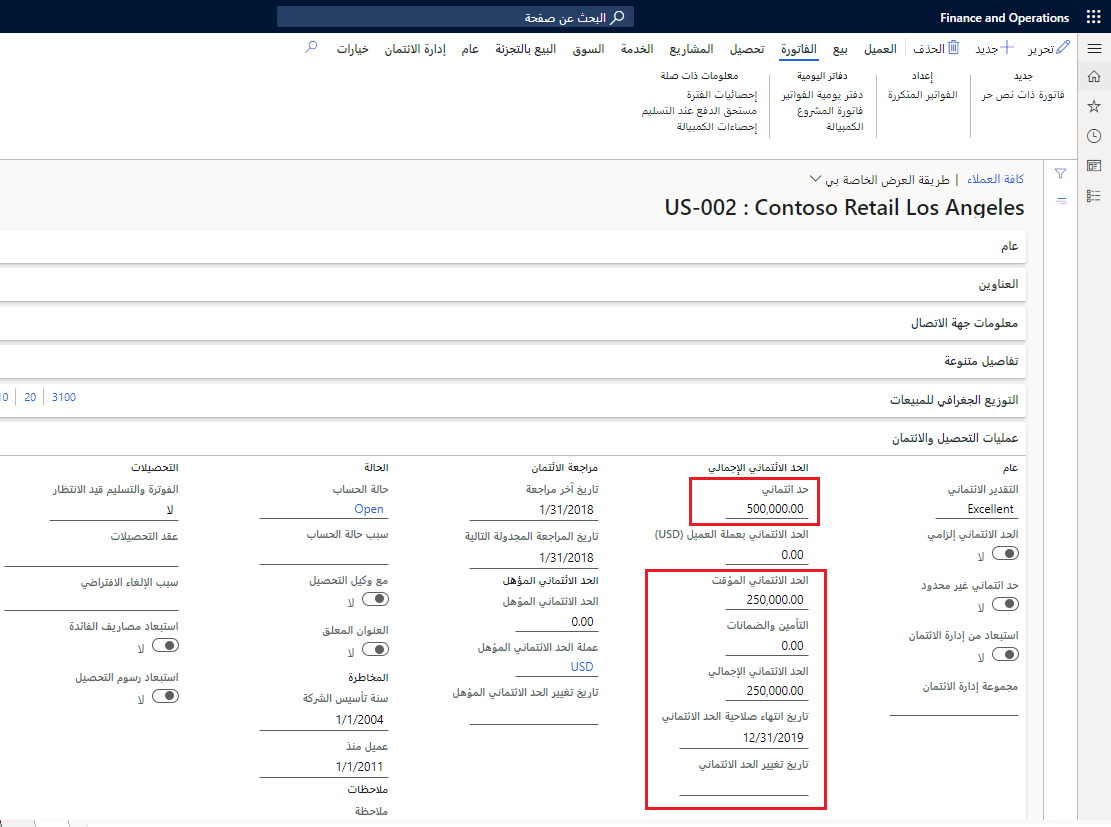 Finance and Operations
البحث عن صفحة
تحرير
جديد
الحذف
العميل
بيع
الفاتورة
تحصيل
المشاريع
الخدمة
السوق
البيع بالتجزئة
عام
إدارة الائتمان
خيارات
جديد
فاتورة ذات نص حر
إعداد
الفواتير المتكررة
دفاتر اليومية
دفتر يومية الفواتير
فاتورة المشروع
الكمبيالة
معلومات ذات صلة
إحصائيات الفترة
مستحق الدفع عند التسليم
إحصاءات الكمبيالة
كافة العملاء | طريقة العرض الخاصة بي
US-002 : Contoso Retail Los Angeles
عام
العناوين
معلومات جهة الاتصال
تفاصيل متنوعة
التوزيع الجغرافي للمبيعات
3100
20
10
عمليات التحصيل والائتمان
عام
التقدير الائتماني
Excellent
الحد الائتماني إلزامي
لا
حد ائتماني غير محدود
لا
استبعاد من إدارة الائتمان
لا
مجموعة إدارة الائتمان
الحد الائتماني الإجمالي
حد ائتماني
500,000.00
الحد الائتماني بعملة العميل (USD)
0.00
الحد الائتماني المؤقت
250,000.00
التأمين والضمانات
0.00
الحد الائتماني الإجمالي
250,000.00
تاريخ انتهاء صلاحية الحد الائتماني
12/31/2019
تاريخ تغيير الحد الائتماني
مراجعة الائتمان
تاريخ آخر مراجعة
1/31/2018
تاريخ المراجعة المجدولة التالية
1/31/2018
الحد الائتماني المؤهل
الحد الائتماني المؤهل
0.00
عملة الحد الائتماني المؤهل
USD
تاريخ تغيير الحد الائتماني المؤهل
الحالة
حالة الحساب
Open
سبب حالة الحساب
مع وكيل التحصيل
لا
العنوان المعلق
لا
المخاطرة
سنة تأسيس الشركة
1/1/2004
عميل منذ
1/1/2011
ملاحظات
ملاحظة
التحصيلات
الفوترة والتسليم قيد الانتظار
لا
عقد التحصيلات
سبب الإلغاء الافتراضي
استبعاد مصاريف الفائدة
لا
استبعاد رسوم التحصيل
لا